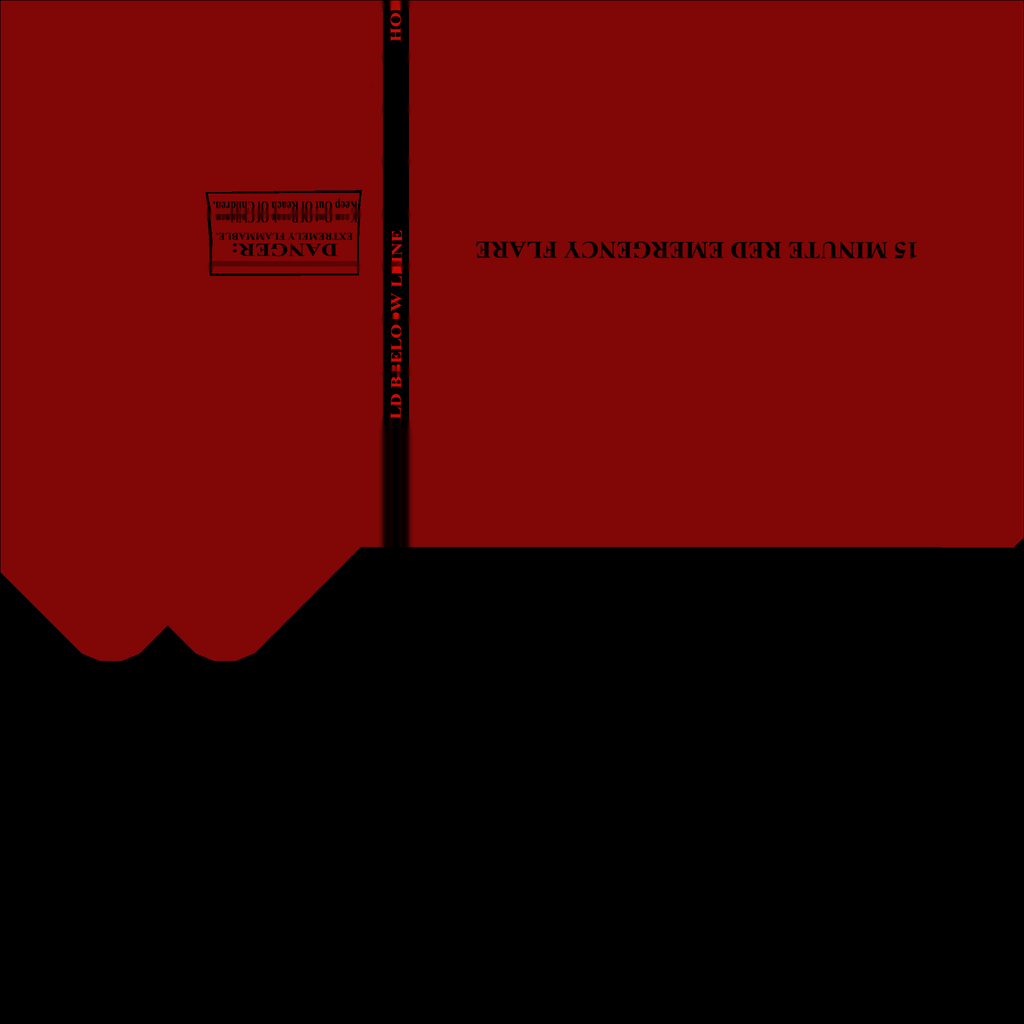 15 MINUTE RED EMERGENCY FLARE
HO
LD BELOW LINE
DANGER:
EXTREMELY FLAMMABLE.
Keep Out Of Reach Of Children.